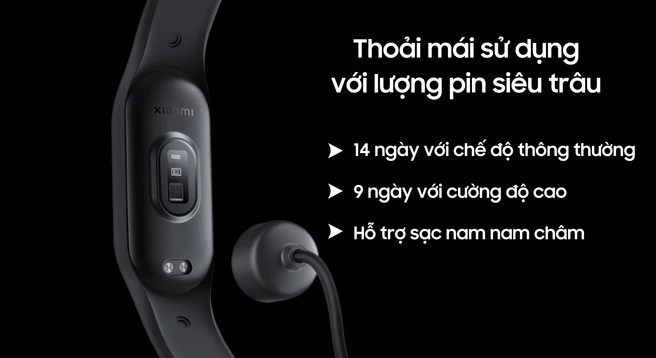 Thoải mái sử dụng
với lượng pin siêu trâu
xiaomi
14 ngày với chế độ thông thường
9 ngày với cường độ cao
Hỗ trợ sạc nam nam châm